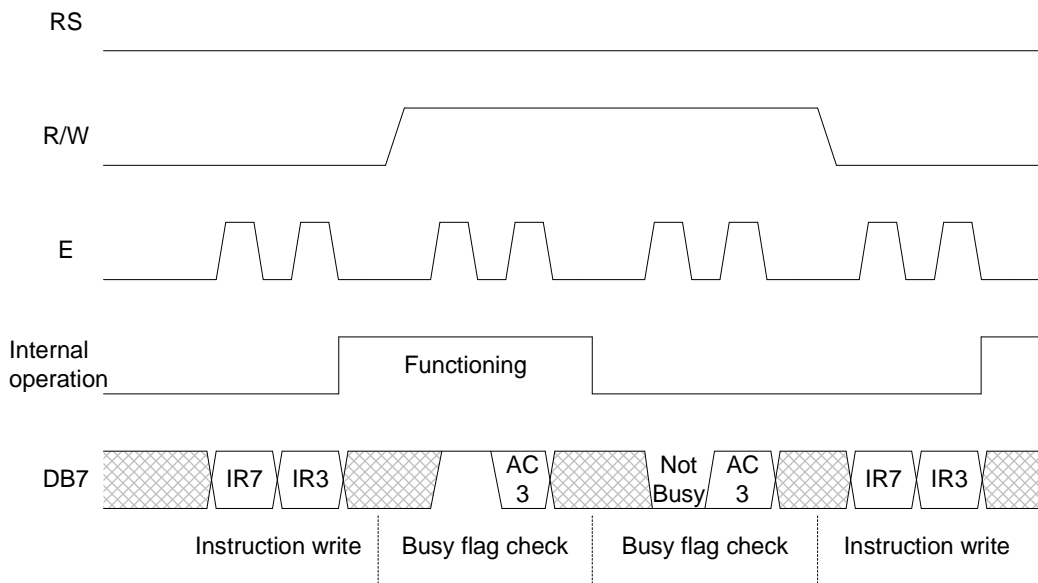 RS
R/W
E
Internal
operation
Functioning
DB7
IR7
IR3
AC
3
Not
Busy
AC
3
IR7
IR3
Instruction write
Busy flag check
Busy flag check
Instruction write